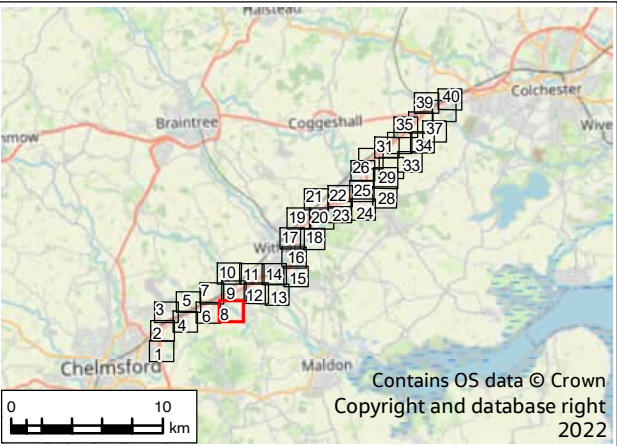 Halstead
Colchester
39 40
Braintree
Coggeshall
35 37
Wive
nmow
31 34
26 33
29
25
22 28
21
24
19 20 23
17 18
With
16
10 11 14 15
7 9 12 13
5
3 6 8
4
2
1
Chelmsford
Maldon
0 10
km
Contains OS data © Crown
Copyright and database right
2022